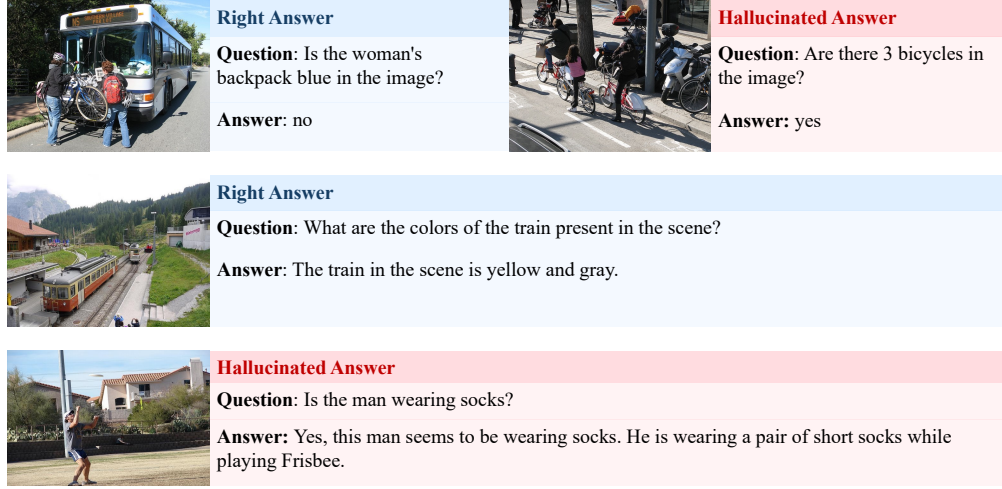 Right Answer
Question: Is the woman's
backpack blue in the image?
Answer: no
Hallucinated Answer
Question: Are there 3 bicycles in
the image?
Answer: yes
Right Answer
Question: What are the colors of the train present in the scene?
Answer: The train in the scene is yellow and gray.
Hallucinated Answer
Question: Is the man wearing socks?
Answer: Yes, this man seems to be wearing socks. He is wearing a pair of short socks while
playing Frisbee.